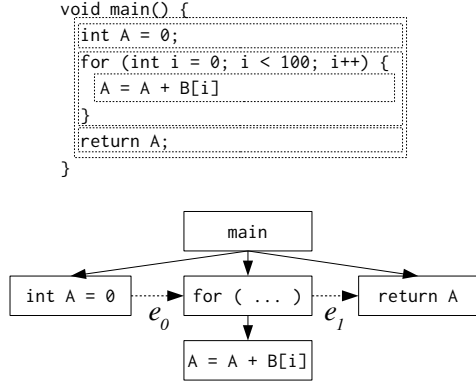 void main() {
int A = 0;
for (int i = 0; i < 100; i++) {
A = A + B[i]
}
return A;
}
main
int A = 0
for ( ... )
return A
e0
e1
A = A + B[i]